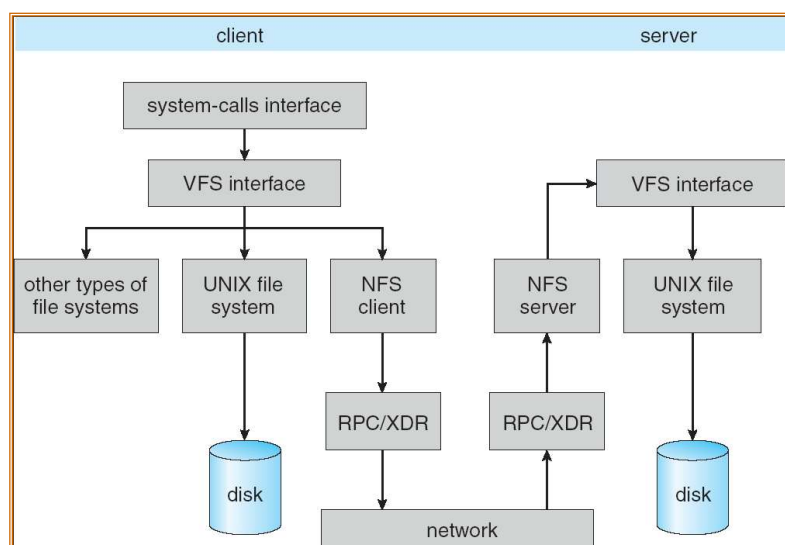 client
server
system-calls interface
VFS interface
VFS interface
other types of
file systems
UNIX file
system
NFS
client
NFS
server
UNIX file
system
RPC/XDR
RPC/XDR
disk
disk
network